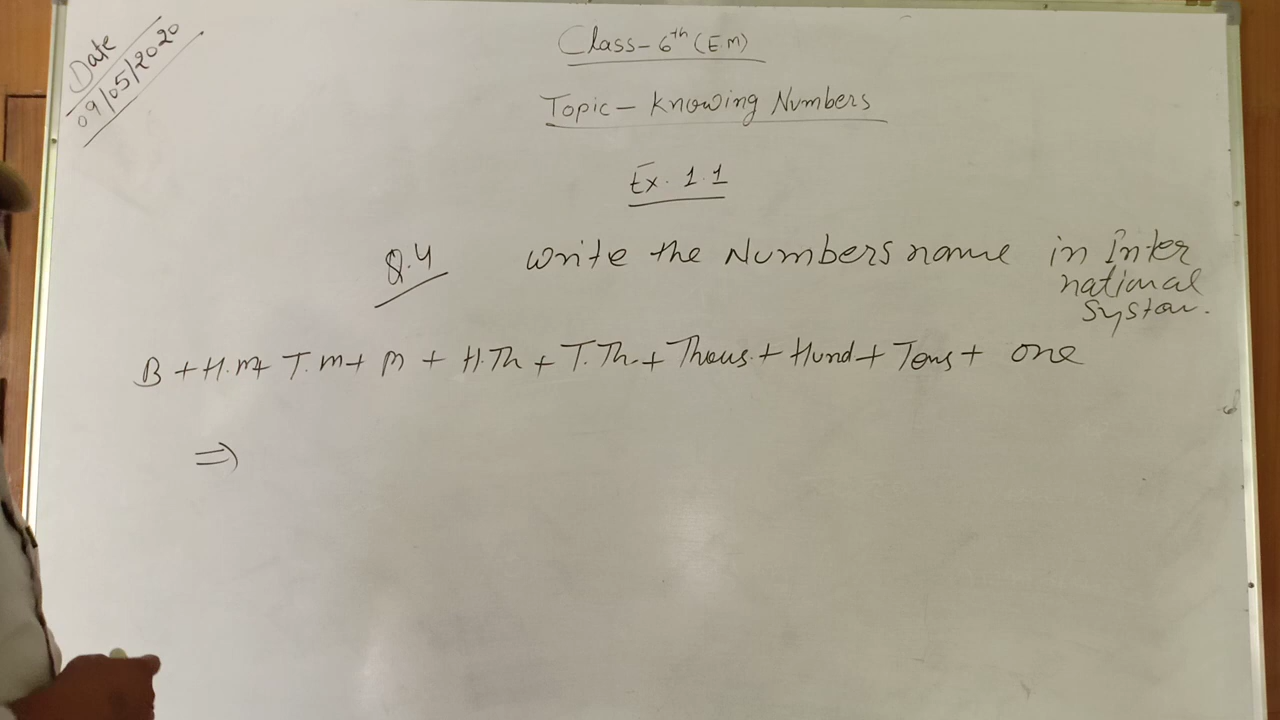 Date
09/05/2020
Class-6th (E.M)
Topic- Knowing Numbers
Ex. 1.1
Q.4 Write the Numbers name in Inter
national
System.
B + H.m + T.m + m + H.Th + T.Th. + Thous. + Hund + Tens + one
⇒